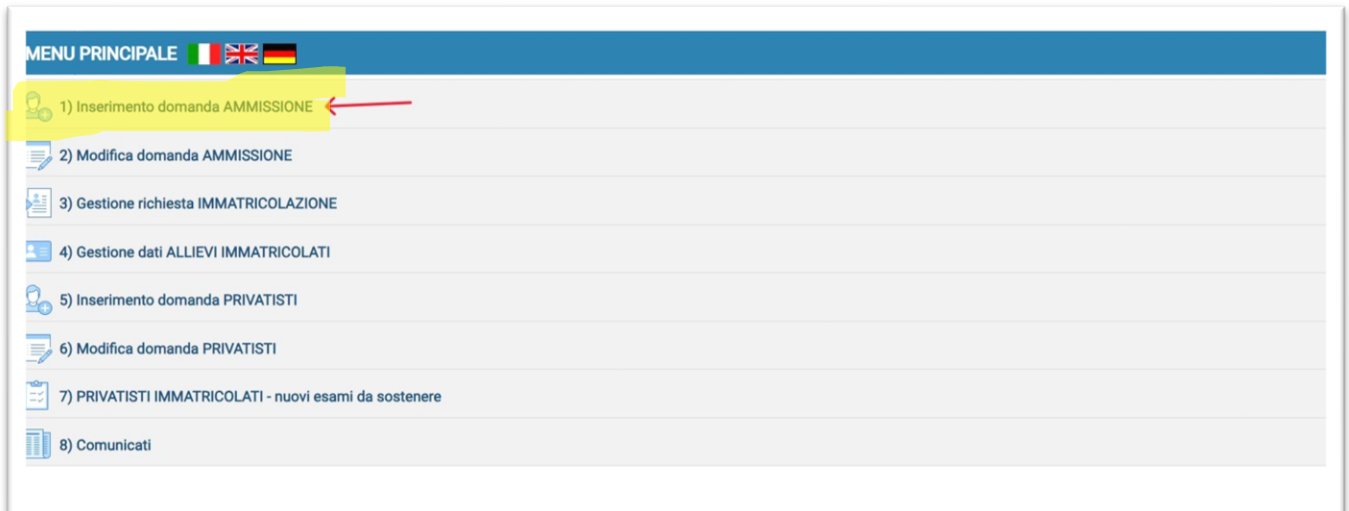 MENU PRINCIPALE
1) Inserimento domanda AMMISSIONE
2) Modifica domanda AMMISSIONE
3) Gestione richiesta IMMATRICOLAZIONE
4) Gestione dati ALLIEVI IMMATRICOLATI
5) Inserimento domanda PRIVATISTI
6) Modifica domanda PRIVATISTI
7) PRIVATISTI IMMATRICOLATI - nuovi esami da sostenere
8) Comunicati